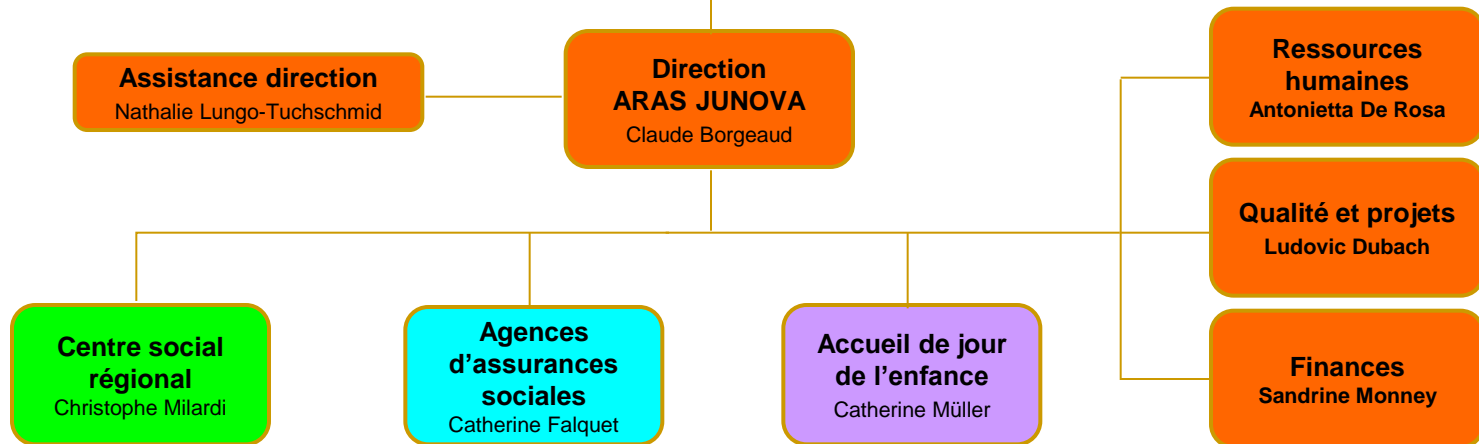 Assistance direction
Nathalie Lungo-Tuchschmid
Direction
ARAS JUNOVA
Claude Borgeaud
Ressources
humaines
Antonietta De Rosa
Qualité et projets
Ludovic Dubach
Centre social
régional
Christophe Milardi
Agences
d’assurances
sociales
Catherine Falquet
Accueil de jour
de l’enfance
Catherine Müller
Finances
Sandrine Monney